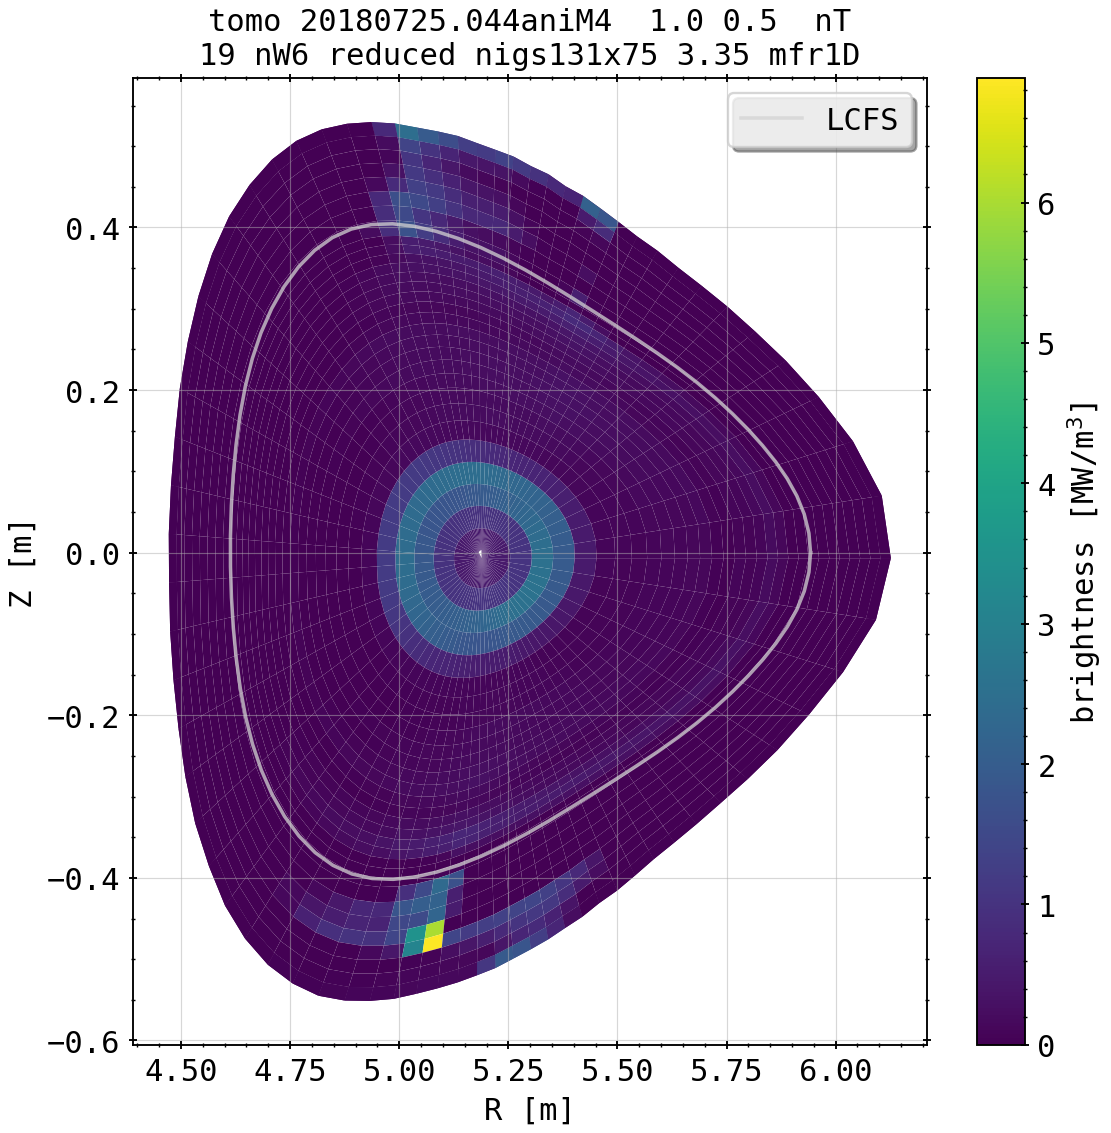 tomo 20180725.044aniM4  1.0 0.5  nT
19 nW6 reduced nigs131x75 3.35 mfr1D
LCFS
0.4
0.2
0.0
−0.2
−0.4
−0.6
Z [m]
4.50 4.75 5.00 5.25 5.50 5.75 6.00
R [m]
6
5
4
3
2
1
0
brightness [MW/m³]